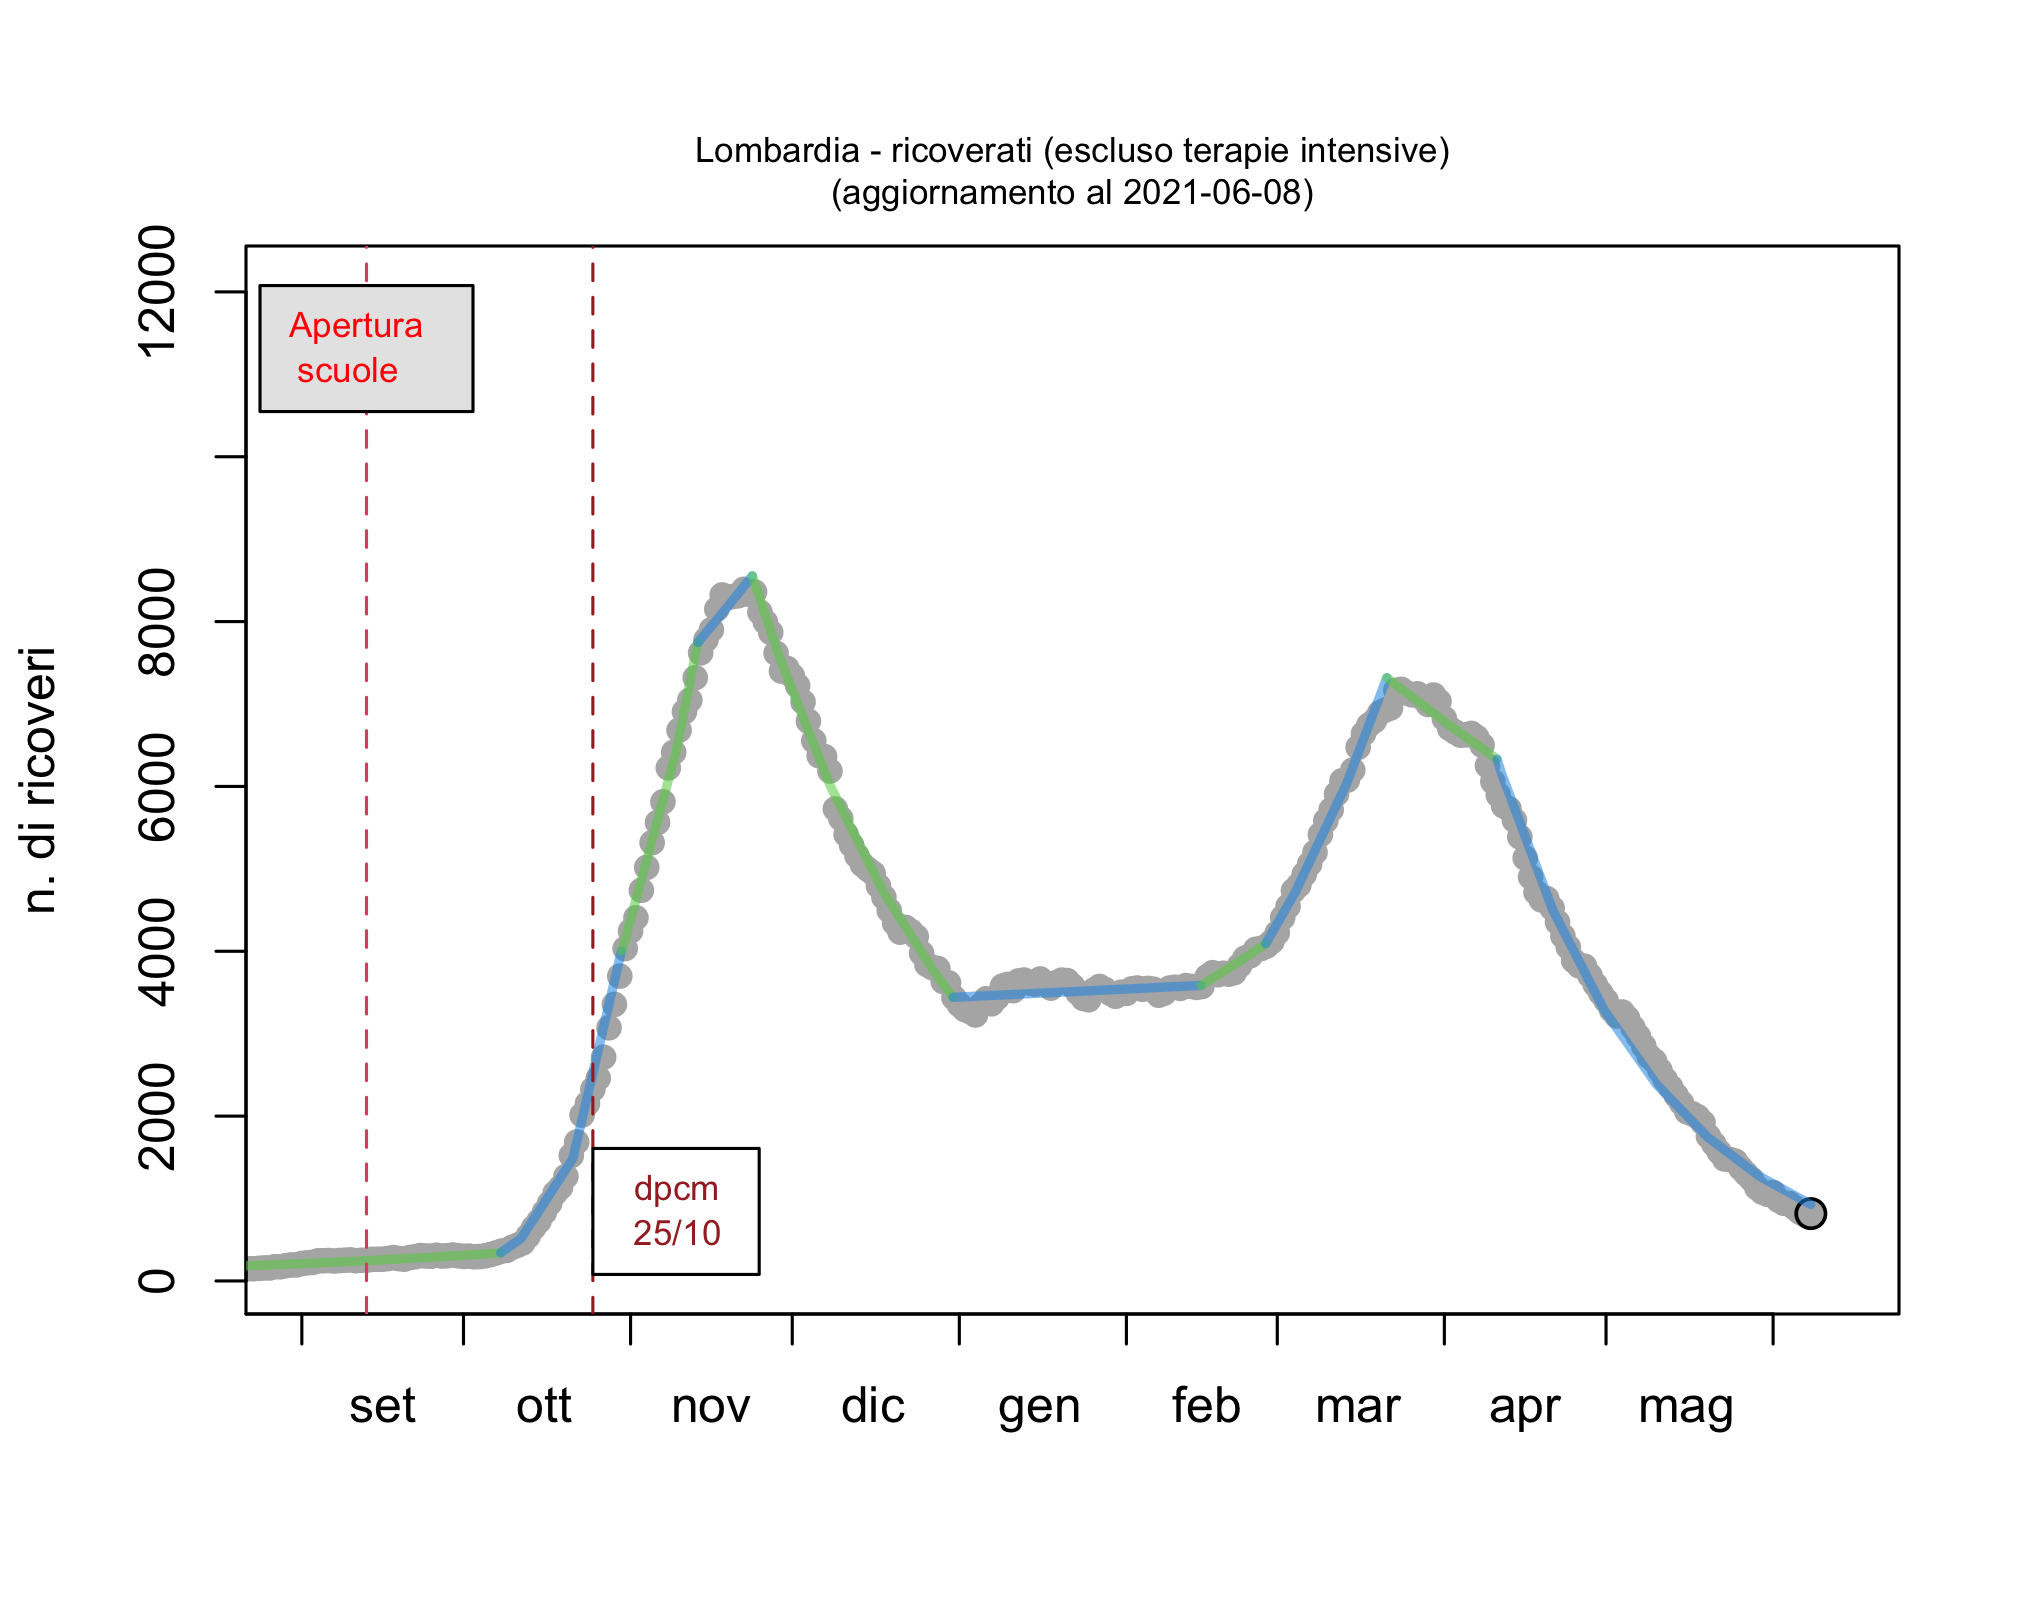 Lombardia - ricoverati (escluso terapie intensive)
(aggiornamento al 2021-06-08)
n. di ricoveri
12000
8000
6000
4000
2000
0
Apertura
scuole
dpcm
25/10
set ott nov dic gen feb mar apr mag